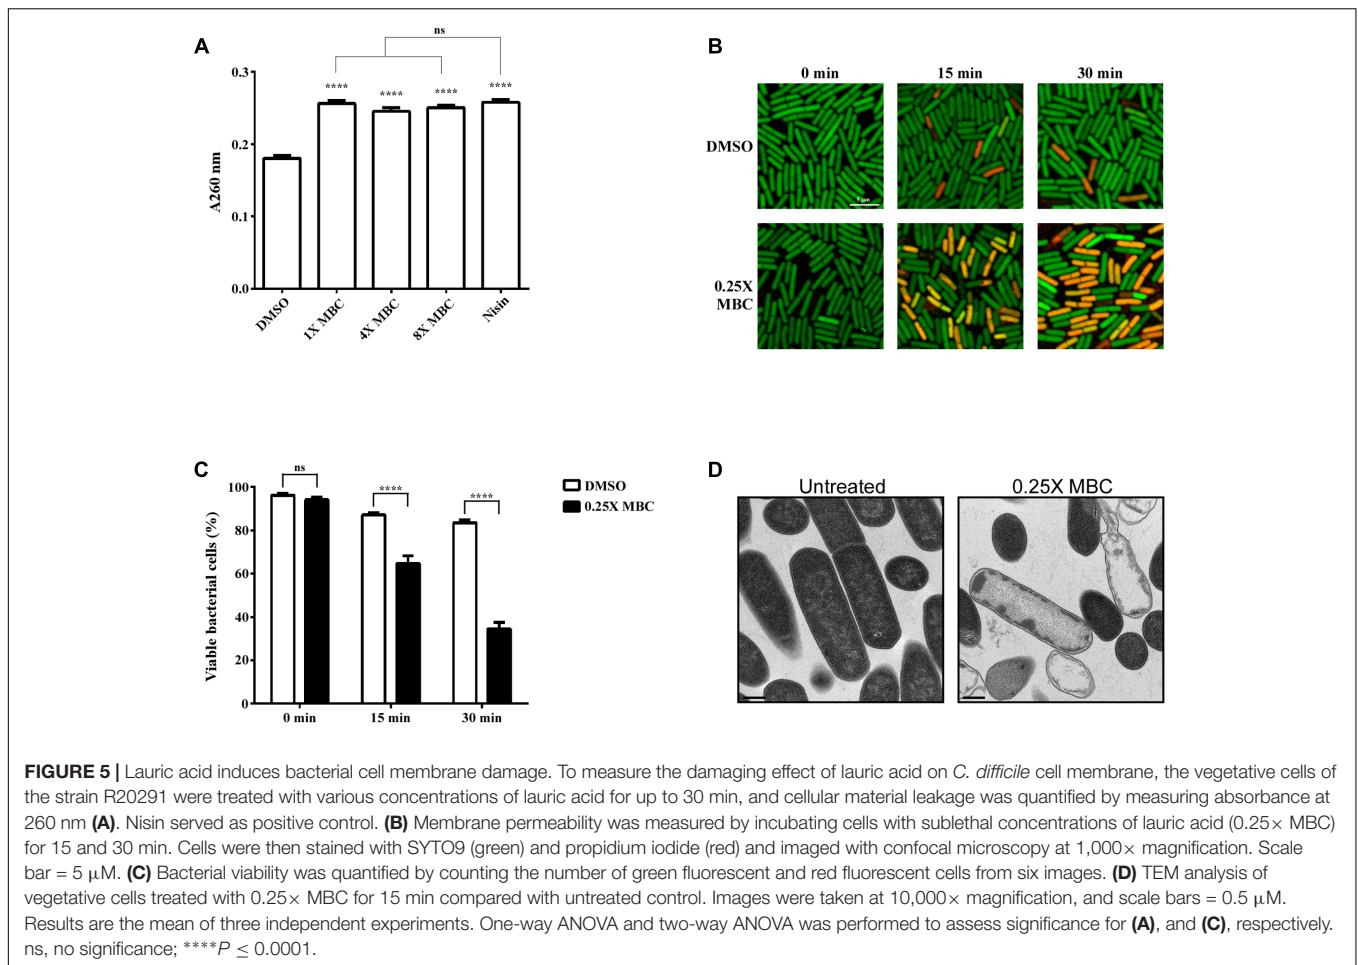 A
ns
****
****
****
****
0.3
0.2
0.1
0.0
A260 nm
DMSO
1X MBC
4X MBC
8X MBC
Nisin
B
0 min
15 min
30 min
DMSO
5 µm
0.25X
MBC
C
ns
****
****
100
80
60
40
20
0
Viable bacterial cells (%)
0 min
15 min
30 min
DMSO
0.25X MBC
D
Untreated
0.25X MBC
FIGURE 5 | Lauric acid induces bacterial cell membrane damage. To measure the damaging effect of lauric acid on C. difficile cell membrane, the vegetative cells of
the strain R20291 were treated with various concentrations of lauric acid for up to 30 min, and cellular material leakage was quantified by measuring absorbance at
260 nm (A). Nisin served as positive control. (B) Membrane permeability was measured by incubating cells with sublethal concentrations of lauric acid (0.25× MBC)
for 15 and 30 min. Cells were then stained with SYTO9 (green) and propidium iodide (red) and imaged with confocal microscopy at 1,000× magnification. Scale
bar = 5 μM. (C) Bacterial viability was quantified by counting the number of green fluorescent and red fluorescent cells from six images. (D) TEM analysis of
vegetative cells treated with 0.25× MBC for 15 min compared with untreated control. Images were taken at 10,000× magnification, and scale bars = 0.5 μM.
Results are the mean of three independent experiments. One-way ANOVA and two-way ANOVA was performed to assess significance for (A), and (C), respectively.
ns, no significance; ****P ≤ 0.0001.